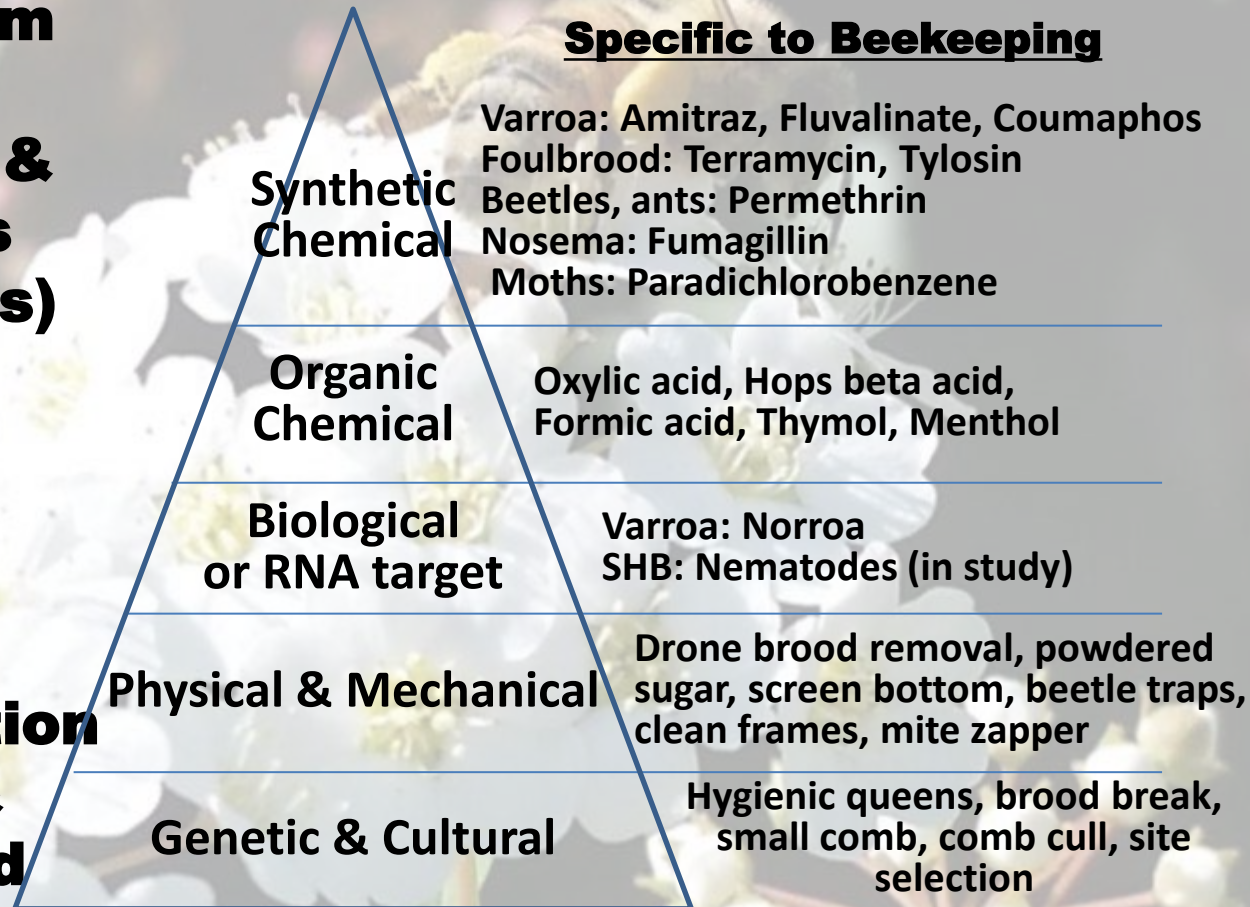 m
Specific to Beekeeping
&
s
s)
Synthetic
Chemical
Varroa: Amitraz, Fluvalinate, Coumaphos
Foulbrood: Terramycin, Tylosin
Beetles, ants: Permethrin
Nosema: Fumagillin
Moths: Paradichlorobenzene
Organic
Chemical
Oxylic acid, Hops beta acid,
Formic acid, Thymol, Menthol
Biological
or RNA target
Varroa: Norroa
SHB: Nematodes (in study)
tion
Physical & Mechanical
Drone brood removal, powdered
sugar, screen bottom, beetle traps,
clean frames, mite zapper
d
Genetic & Cultural
Hygienic queens, brood break,
small comb, comb cull, site
selection